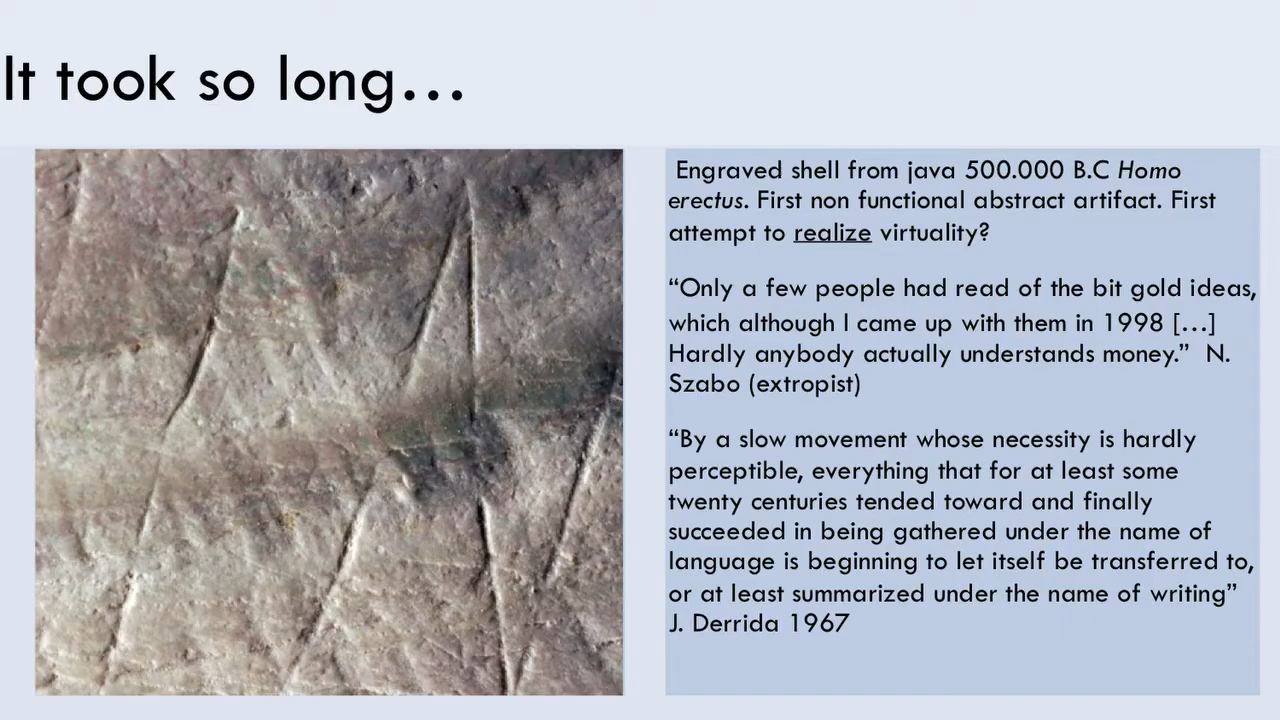 It took so long...
Engraved shell from java 500.000 B.C Homo
erectus. First non functional abstract artifact. First
attempt to realize virtuality?
“Only a few people had read of the bit gold ideas,
which although I came up with them in 1998 [...]
Hardly anybody actually understands money.” N.
Szabo (extropist)
“By a slow movement whose necessity is hardly
perceptible, everything that for at least some
twenty centuries tended toward and finally
succeeded in being gathered under the name of
language is beginning to let itself be transferred to,
or at least summarized under the name of writing”
J. Derrida 1967